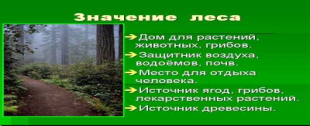 Значение леса
Дом для растений,
животных, грибов.
Защитник воздуха,
водоёмов, почв.
Место для отдыха
человека.
Источник ягод, грибов,
лекарственных растений.
Источник древесины.